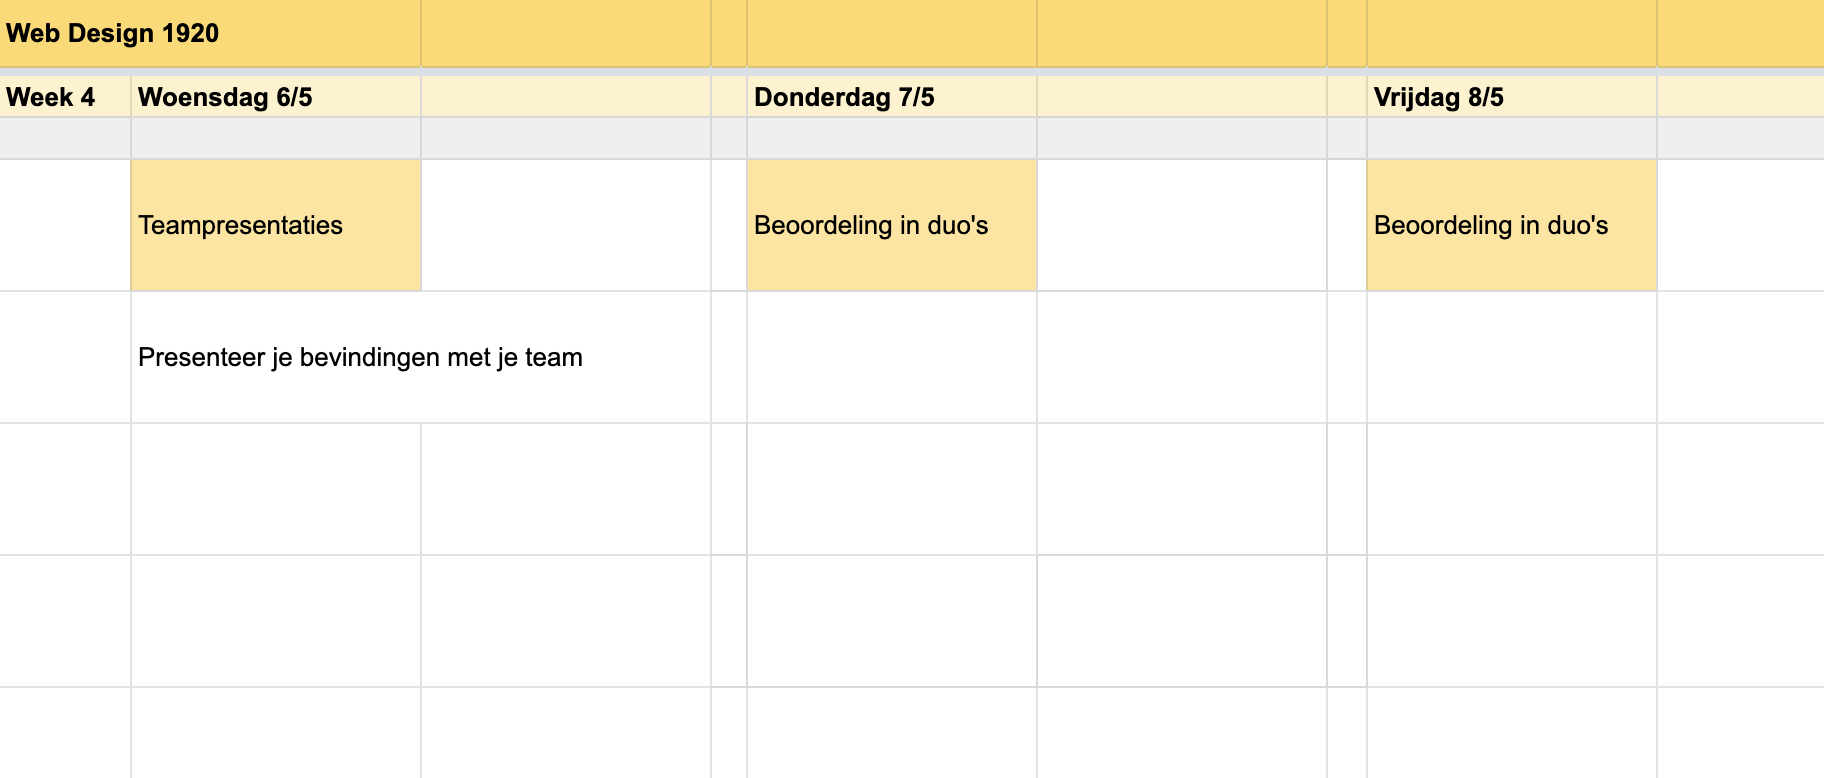 Web Design 1920
Week 4 Woensdag 6/5 Donderdag 7/5 Vrijdag 8/5
Teampresentaties Beoordeling in duo's Beoordeling in duo's
Presenteer je bevindingen met je team